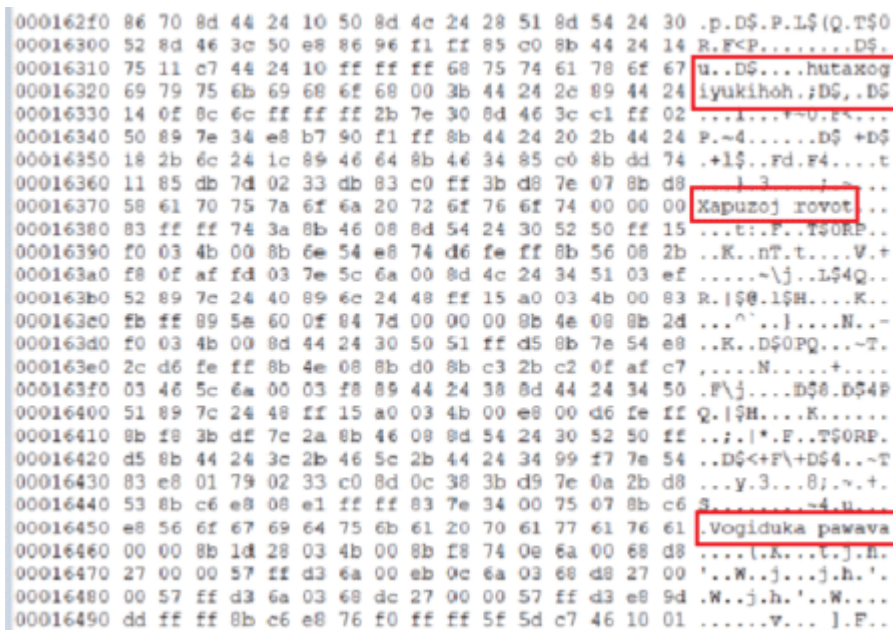 000162f0 86 70 8d 44 24 10 50 8d 4c 24 28 51 8d 54 24 30 .p.D$.P.L$(Q.T$0
00016300 52 8d 46 3c 50 e8 86 96 f1 ff 85 c0 8b 44 24 14 R.F<P........D$.
00016310 75 11 c7 44 24 10 ff ff ff ff 68 75 74 61 78 6f 67 u..D$....hutaxog
00016320 69 79 75 6b 69 68 6f 68 00 3b 44 24 2c 89 44 24 iyukihoh.;D$,.D$
00016330 14 0f 8c 6c ff ff ff 2b 7e 30 8d 46 3c c1 ff 02 ...l...+~0.F<...
00016340 50 89 7e 34 e8 b7 90 f1 ff 8b 44 24 20 2b 44 24 P.~4......D$ +D$
00016350 18 2b 6c 24 1c 89 46 64 8b 46 34 85 c0 8b dd 74 .+l$..Fd.F4....t
00016360 11 85 db 7d 02 33 db 83 c0 ff 3b d8 7e 07 8b d8 ...}.3....;.~...
00016370 58 61 70 75 7a 6f 6a 20 72 6f 76 6f 74 00 00 00 Xapuzoj rovot...
00016380 83 ff ff 74 3a 8b 46 08 8d 54 24 30 52 50 ff 15 ...t:.F..T$0RP..
00016390 f0 03 4b 00 8b 6e 54 e8 74 d6 fe ff 8b 56 08 2b ..K..nT.t....V.+
000163a0 f8 0f af fd 03 7e 5c 6a 00 8d 4c 24 34 51 03 ef .....~\j..L$4Q..
000163b0 52 89 7c 24 40 89 6c 24 48 ff 15 a0 03 4b 00 83 R.|$@.l$H....K..
000163c0 fb ff 89 5e 60 0f 84 7d 00 00 00 8b 4e 08 8b 2d ...^`..}....N..-
000163d0 f0 03 4b 00 8d 44 24 30 50 51 ff d5 8b 7e 54 e8 ..K..D$0PQ...~T.
000163e0 2c d6 fe ff 8b 4e 08 8b d0 8b c3 2b c2 0f af c7 ,....N.....+....
000163f0 03 46 5c 6a 00 03 f0 89 44 24 38 8d 44 24 34 50 .F\j....D$8.D$4P
00016400 51 89 7c 24 48 ff 15 a0 03 4b 00 e8 00 d6 fe ff Q.|$H....K......
00016410 8b f8 3b df 7c 2a 8b 46 08 8d 54 24 30 52 50 ff ..;.|*.F..T$0RP.
00016420 d5 8b 44 24 3c 2b 46 5c 2b 44 24 34 99 f7 7e 54 ..D$<+F\+D$4..~T
00016430 83 e8 01 79 02 33 c0 8d 0c 38 3b d9 7e 0a 2b d8 ...y.3...8;.~.+.
00016440 53 8b c6 e8 08 e1 ff ff 83 7e 34 00 75 07 8b c6 S........~4.u...
00016450 e8 56 6f 67 69 64 75 6b 61 20 70 61 77 61 76 61 .Vogiduka pawava
00016460 00 00 8b 1d 28 03 4b 00 8b f8 74 0e 6a 00 68 d8 ....(.K...t.j.h.
00016470 27 00 00 57 ff d3 6a 00 eb 0c 6a 03 68 d8 27 00 '..W..j...j.h.'.
00016480 00 57 ff d3 6a 03 68 dc 27 00 00 57 ff d3 e8 9d .W..j.h.'..W....
00016490 dd ff ff 8b c6 e8 76 f0 ff ff 5f 5d c7 46 10 01 ......v... ].F..